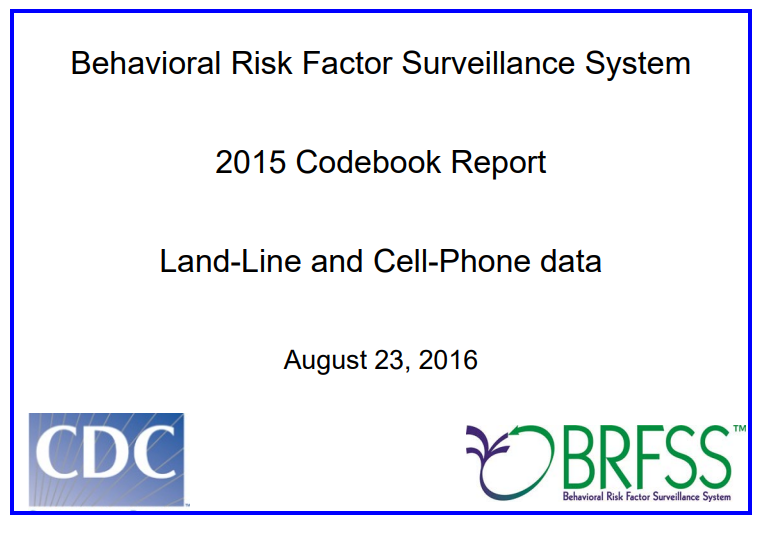 Behavioral Risk Factor Surveillance System
2015 Codebook Report
Land-Line and Cell-Phone data
August 23, 2016
CDC
BRFSS™
Behavioral Risk Factor Surveillance System